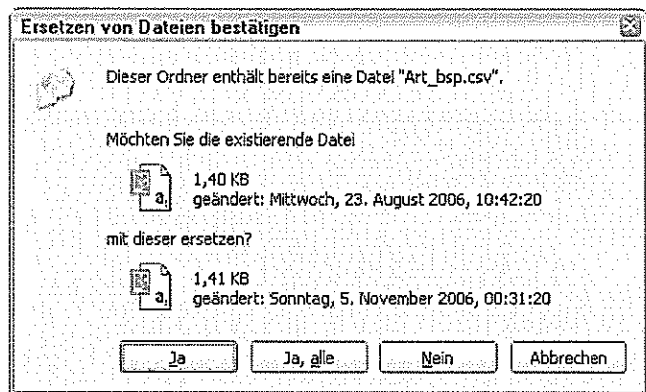 Ersetzen von Dateien bestätigen
Dieser Ordner enthält bereits eine Datei "Art_bsp.csv".
Möchten Sie die existierende Datei
a,
1,40 KB
geändert: Mittwoch, 23. August 2006, 10:42:20
mit dieser ersetzen?
a,
1,41 KB
geändert: Sonntag, 5. November 2006, 00:31:20
Ja
Ja, alle
Nein
Abbrechen